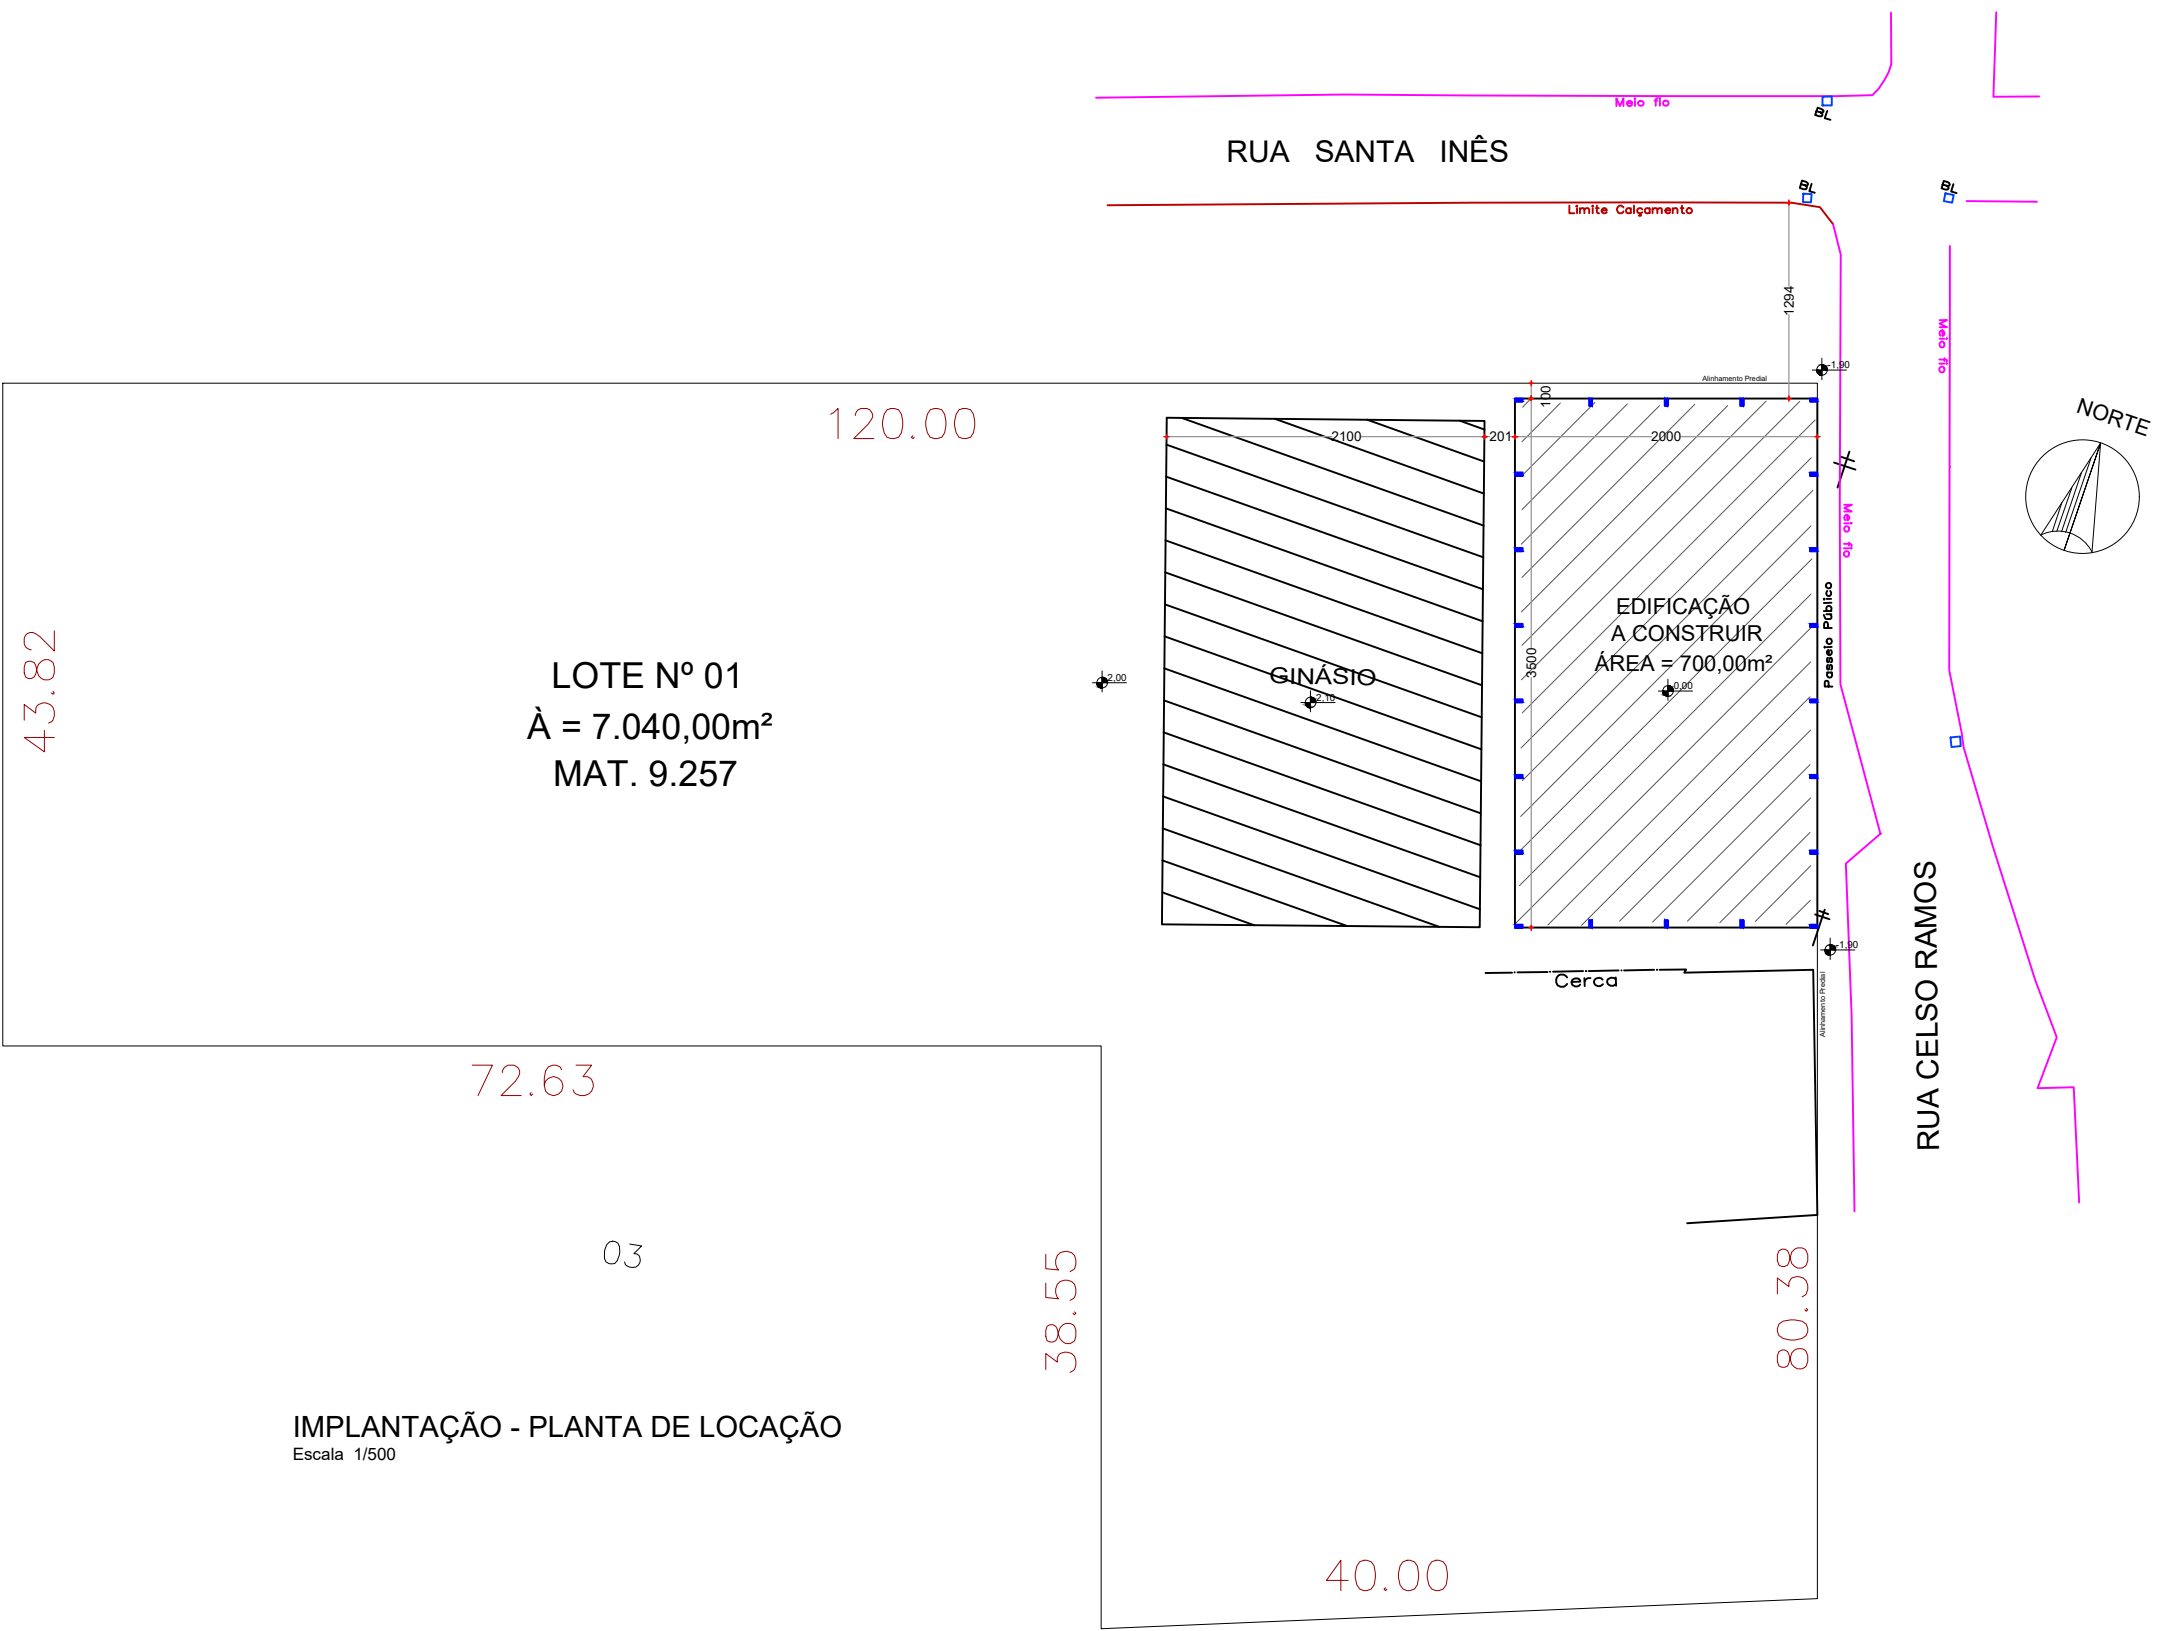 Meio fio
BL
RUA SANTA INÊS
BL
BL
Limite Calçamento
1294
Meio fio
-1,90
Alinhamento Predial
100
120.00
2100
201
2000
NORTE
Meio fio
EDIFICAÇÃO
A CONSTRUIR
ÁREA = 700,00m²
0,00
Passeio Público
3500
GINÁSIO
2,10
2,00
43.82
LOTE Nº 01
À = 7.040,00m²
MAT. 9.257
RUA CELSO RAMOS
-1,90
Cerca
Alinhamento Predial
72.63
03
38.55
80.38
IMPLANTAÇÃO - PLANTA DE LOCAÇÃO
Escala 1/500
40.00